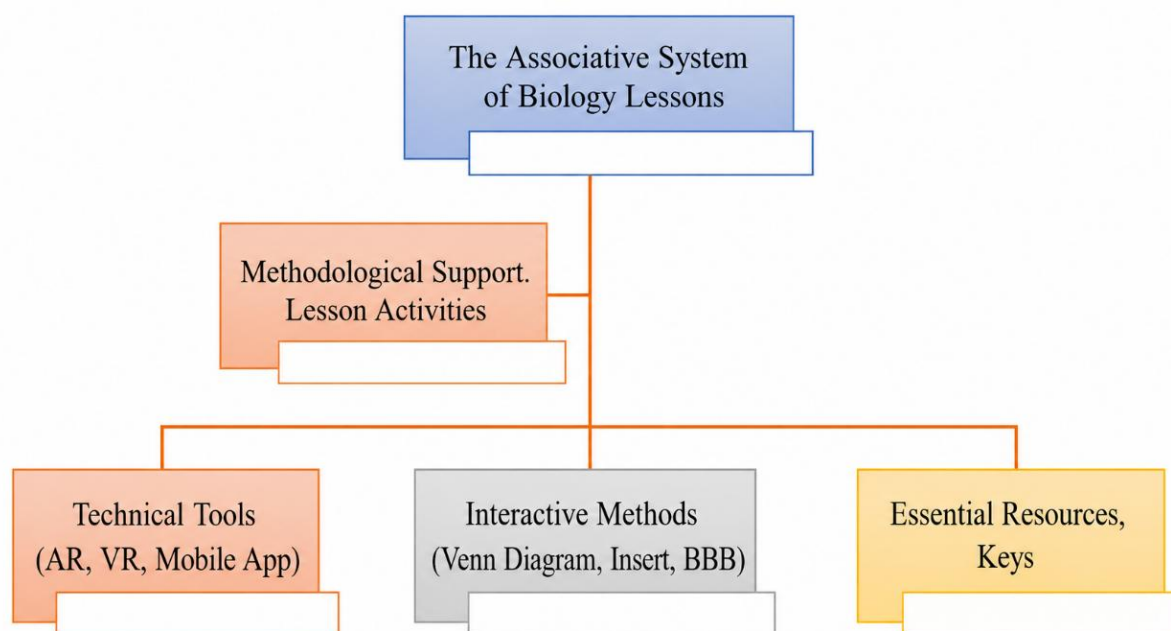 The Associative System
of Biology Lessons
Methodological Support.
Lesson Activities
Technical Tools
(AR, VR, Mobile App)
Interactive Methods
(Venn Diagram, Insert, BBB)
Essential Resources,
Keys